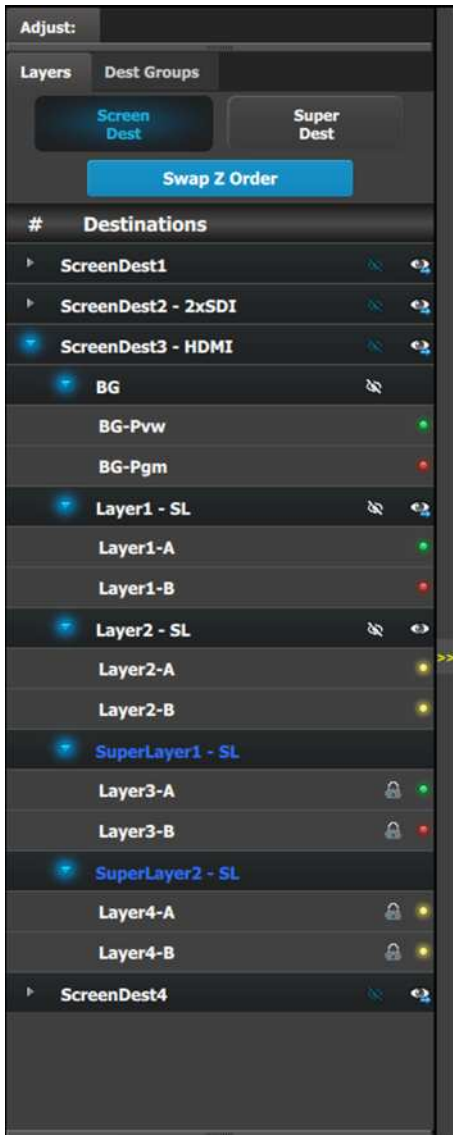 Adjust:
Layers Dest Groups
Screen Dest
Super Dest
Swap Z Order
# Destinations
ScreenDest1
ScreenDest2 - 2xSDI
ScreenDest3 - HDMI
BG
BG-Pvw
BG-Pgm
Layer1 - SL
Layer1-A
Layer1-B
Layer2 - SL
>>
Layer2-A
Layer2-B
SuperLayer1 - SL
Layer3-A
Layer3-B
SuperLayer2 - SL
Layer4-A
Layer4-B
ScreenDest4